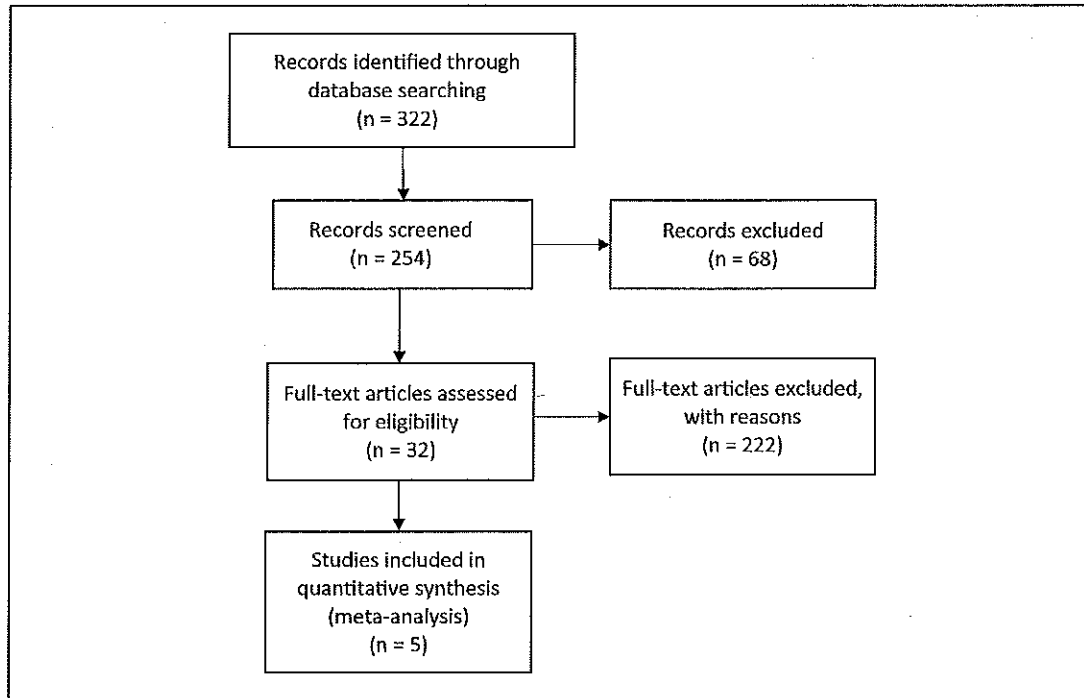 Records identified through
database searching
(n = 322)
Records screened
(n = 254)
Records excluded
(n = 68)
Full-text articles assessed
for eligibility
(n = 32)
Full-text articles excluded,
with reasons
n = 222)
Studies included in
quantitative synthesis
(meta-analysis)
(n = 5)